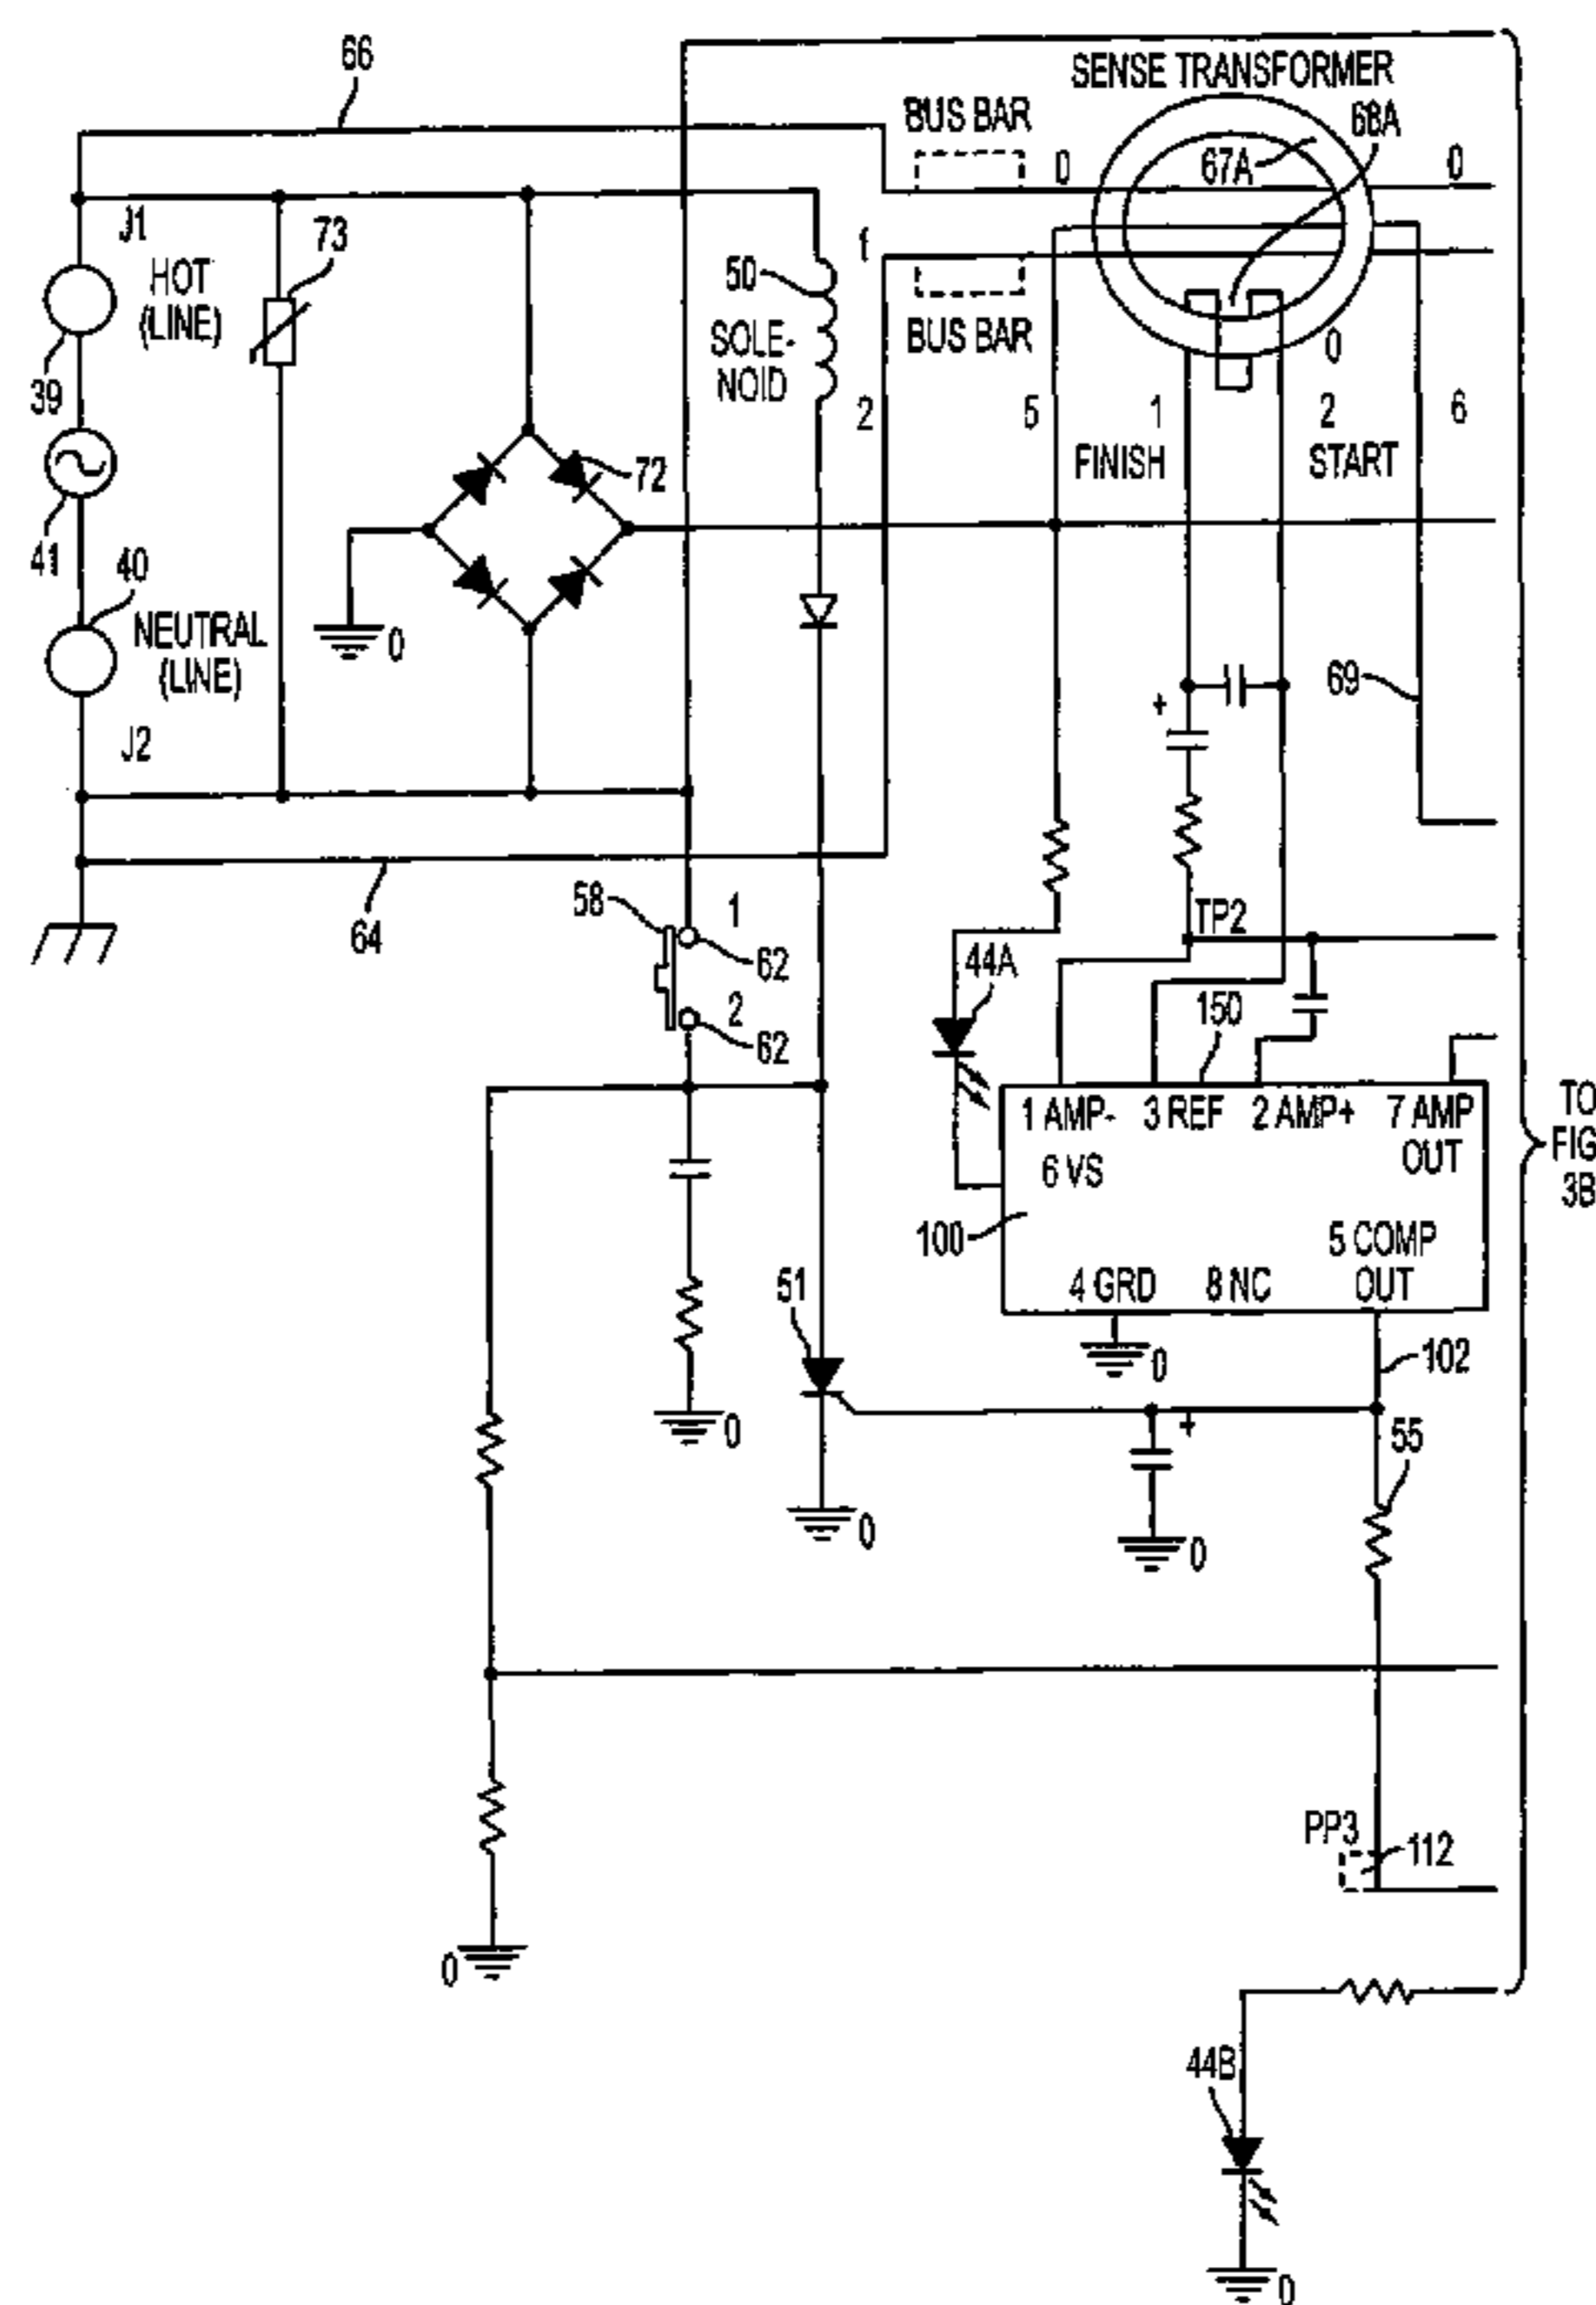 66
SENSE TRANSFORMER
BUS BAR
68A
67A
0
0
J1
HOT
(LINE)
73
1
50
SOLE-
NOID
BUS BAR
0
39
2
5
1
2
6
FINISH
START
72
41
40
0
NEUTRAL
(LINE)
69
J2
+
58
1
TP2
64
62
44A
2
150
62
1 AMP-
3 REF
2 AMP+
7 AMP
OUT
TO
FIG
3B
6 VS
100
5 COMP
OUT
51
4 GRD
8 NC
0
102
0
+
55
0
0
PP3
112
0
44B
0